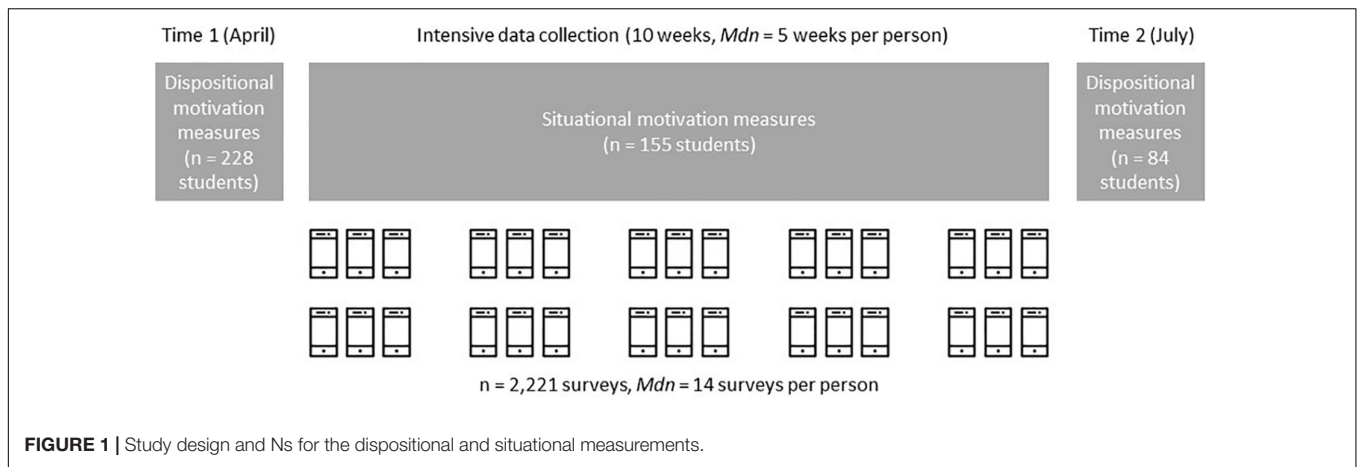 Time 1 (April)
Intensive data collection (10 weeks, Mdn = 5 weeks per person)
Time 2 (July)
Dispositional
motivation
measures
(n = 228
students)
Situational motivation measures
(n = 155 students)
Dispositional
motivation
measures
(n = 84
students)
n = 2,221 surveys, Mdn = 14 surveys per person
FIGURE 1 | Study design and Ns for the dispositional and situational measurements.